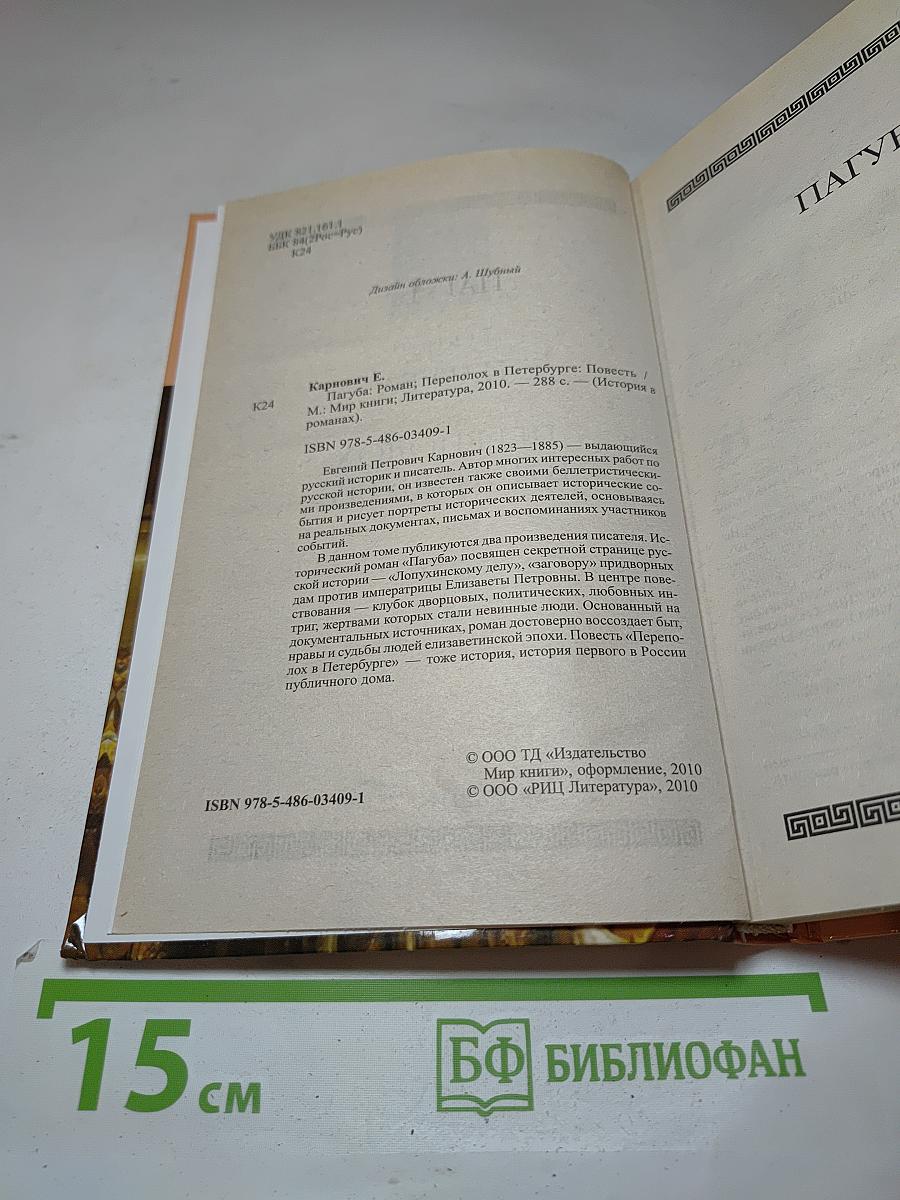 УДК 821.161.1
ББК 84(2Рос=Рус)
К24
Дизайн обложки: А. Шубный
Карнович Е.
К24 Пагуба: Роман; Переполох в Петербурге: Повесть /
М.: Мир книги; Литература, 2010. — 288 с. — (История в
романах).
ISBN 978-5-486-03409-1
Евгений Петрович Карнович (1823—1885) — выдающийся
русский историк и писатель. Автор многих интересных работ по
русской истории, он известен также своими беллетристически-
ми произведениями, в которых он описывает исторические со-
бытия и рисует портреты исторических деятелей, основываясь
на реальных документах, письмах и воспоминаниях участников
событий.
В данном томе публикуются два произведения писателя. Ис-
торический роман «Пагуба» посвящен секретной странице рус-
ской истории — «Лопухинскому делу», «заговору» придворных
дам против императрицы Елизаветы Петровны. В центре пове-
ствования — клубок дворцовых, политических, любовных ин-
триг, жертвами которых стали невинные люди. Основанный на
документальных источниках, роман достоверно воссоздает быт,
нравы и судьбы людей елизаветинской эпохи. Повесть «Перепо-
лох в Петербурге» — тоже история, история первого в России
публичного дома.
© ООО ТД «Издательство
Мир книги», оформление, 2010
© ООО «РИЦ Литература», 2010
ISBN 978-5-486-03409-1
15 см
БФ БИБЛИОФАН